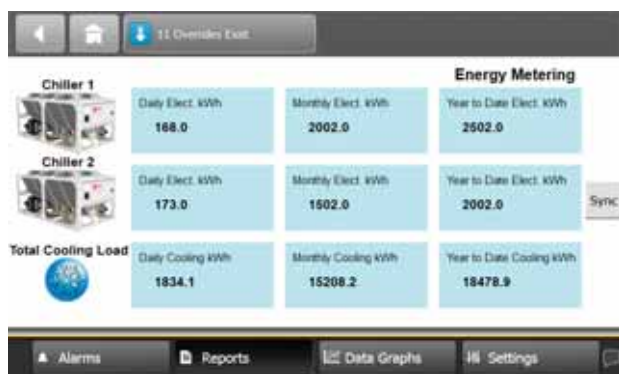 11 Overrides Exist
Energy Metering
Chiller 1
Daily Elect. kWh
168.0
Monthly Elect. kWh
2002.0
Year to Date Elect. kWh
2502.0
Chiller 2
Daily Elect. kWh
173.0
Monthly Elect. kWh
1502.0
Year to Date Elect. kWh
2002.0
Sync
Total Cooling Load
Daily Cooling kWh
1834.1
Monthly Cooling kWh
15208.2
Year to Date Cooling kWh
18478.9
Alarms
Reports
Data Graphs
Settings